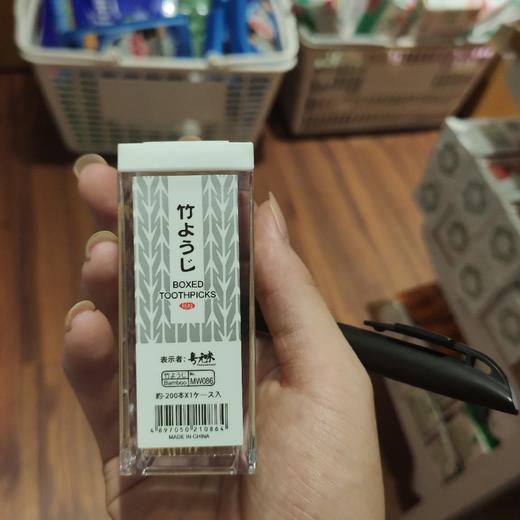 竹ようじ
BOXED
TOOTHPICKS
表示者:
竹ようじ No.
Bamboo MW086
約·200本X1ケース入
4 897050 210864
MADE IN CHINA